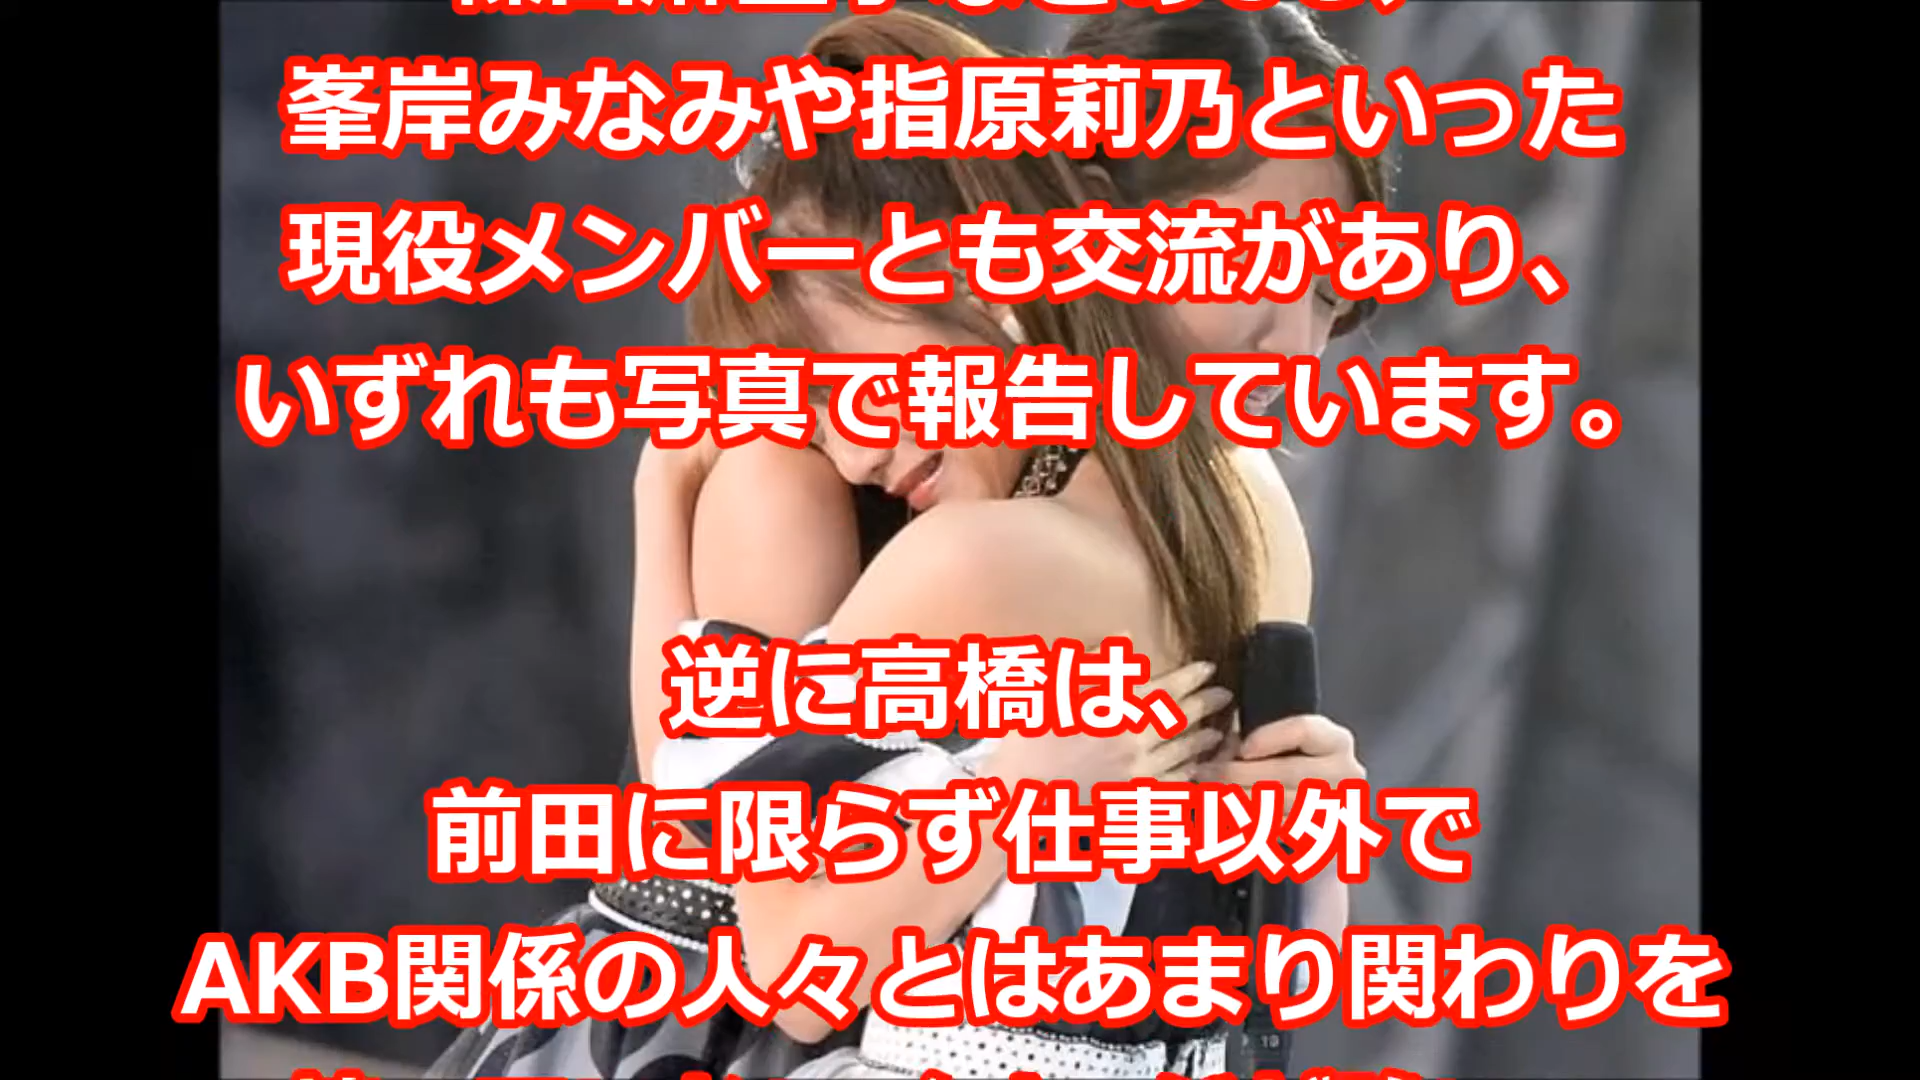 峯岸みなみや指原莉乃といった
現役メンバーとも交流があり、
いずれも写真で報告しています。
逆に高橋は、
前田に限らず仕事以外で
AKB関係の人々とはあまり関わりを